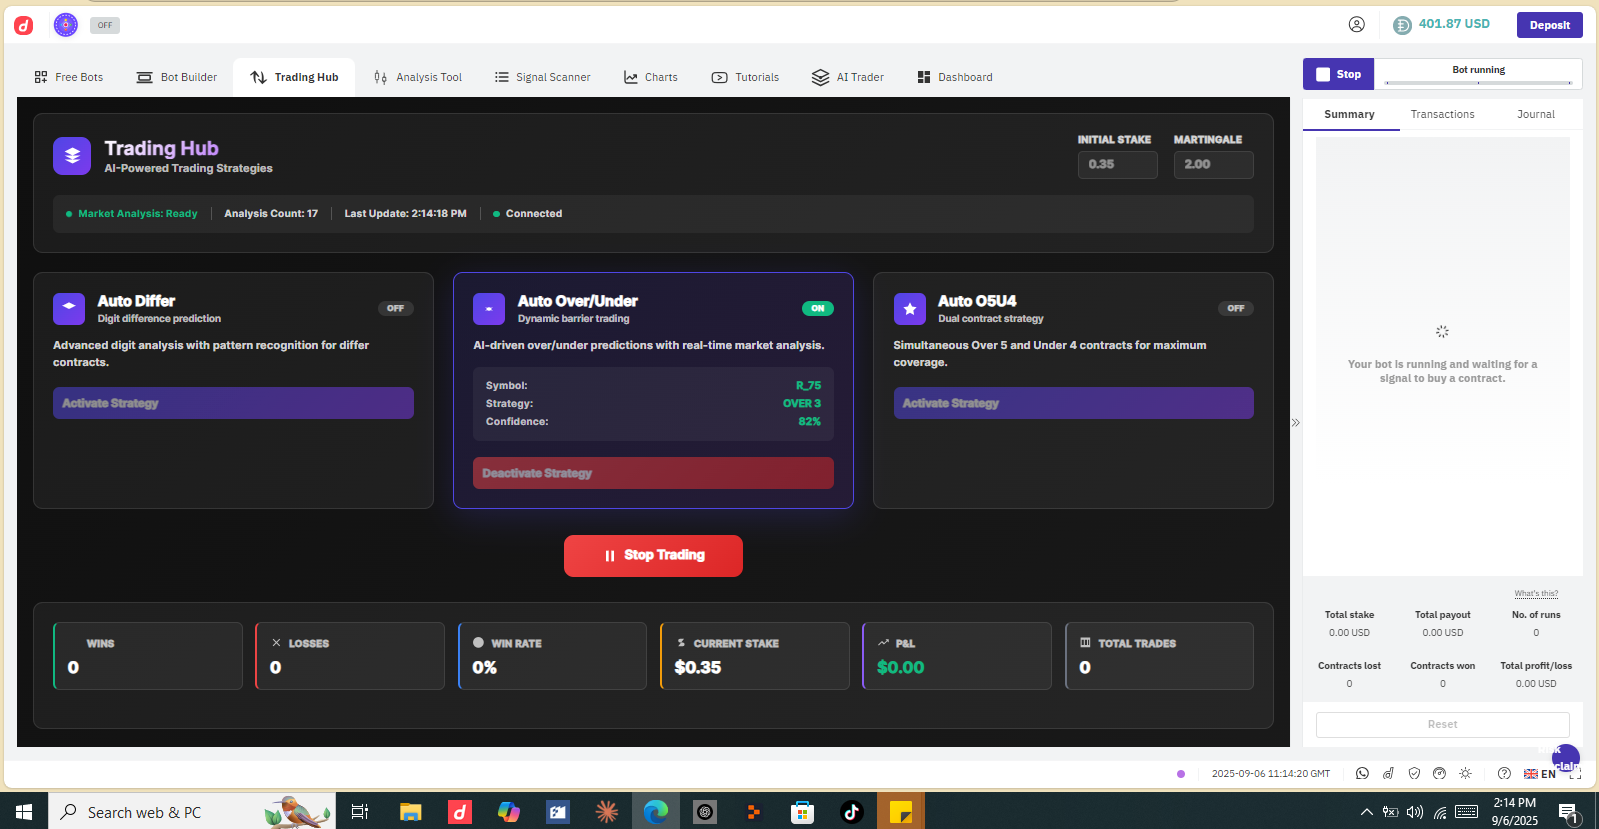 OFF
401.87 USD
Deposit
Free Bots
Bot Builder
Trading Hub
Analysis Tool
Signal Scanner
Charts
Tutorials
AI Trader
Dashboard
Stop
Bot running
Summary
Transactions
Journal
Trading Hub
AI-Powered Trading Strategies
INITIAL STAKE
MARTINGALE
0.35
2.00
Market Analysis: Ready
Analysis Count: 17
Last Update: 2:14:18 PM
Connected
Auto Differ
Digit difference prediction
OFF
Advanced digit analysis with pattern recognition for differ
contracts.
Activate Strategy
Auto Over/Under
Dynamic barrier trading
ON
AI-driven over/under predictions with real-time market analysis.
Symbol:
R_75
Strategy:
OVER 3
Confidence:
82%
Deactivate Strategy
Auto O5U4
Dual contract strategy
OFF
Simultaneous Over 5 and Under 4 contracts for maximum
coverage.
Activate Strategy
Stop Trading
WINS
0
LOSSES
0
WIN RATE
0%
CURRENT STAKE
$0.35
P&L
$0.00
TOTAL TRADES
0
Your bot is running and waiting for a
signal to buy a contract.
What's this?
Total stake
Total payout
No. of runs
0.00 USD
0.00 USD
0
Contracts lost
Contracts won
Total profit/loss
0
0
0.00 USD
Reset
2025-09-06 11:14:20 GMT
EN
Search web & PC
2:14 PM
9/6/2025
1